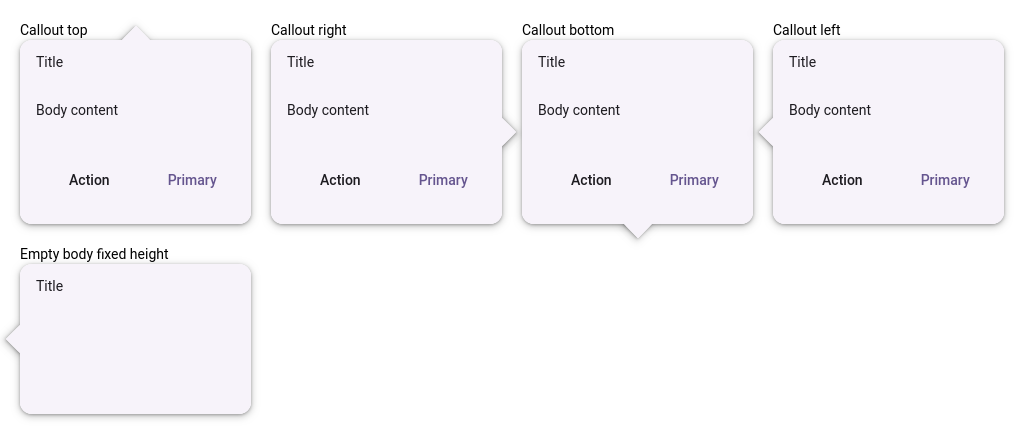 Callout top
Title
Body content
Action Primary
Callout right
Title
Body content
Action Primary
Callout bottom
Title
Body content
Action Primary
Callout left
Title
Body content
Action Primary
Empty body fixed height
Title